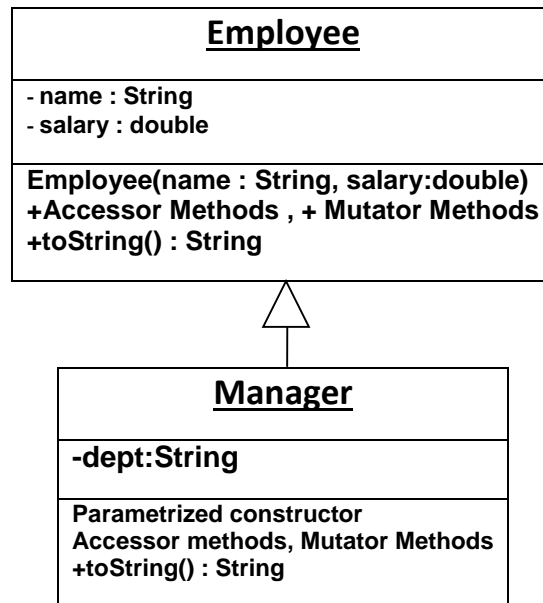 Employee
- name : String
- salary : double
Employee(name : String, salary:double)
+Accessor Methods , + Mutator Methods
+toString() : String
Manager
-dept:String
Parametrized constructor
Accessor methods, Mutator Methods
+toString() : String